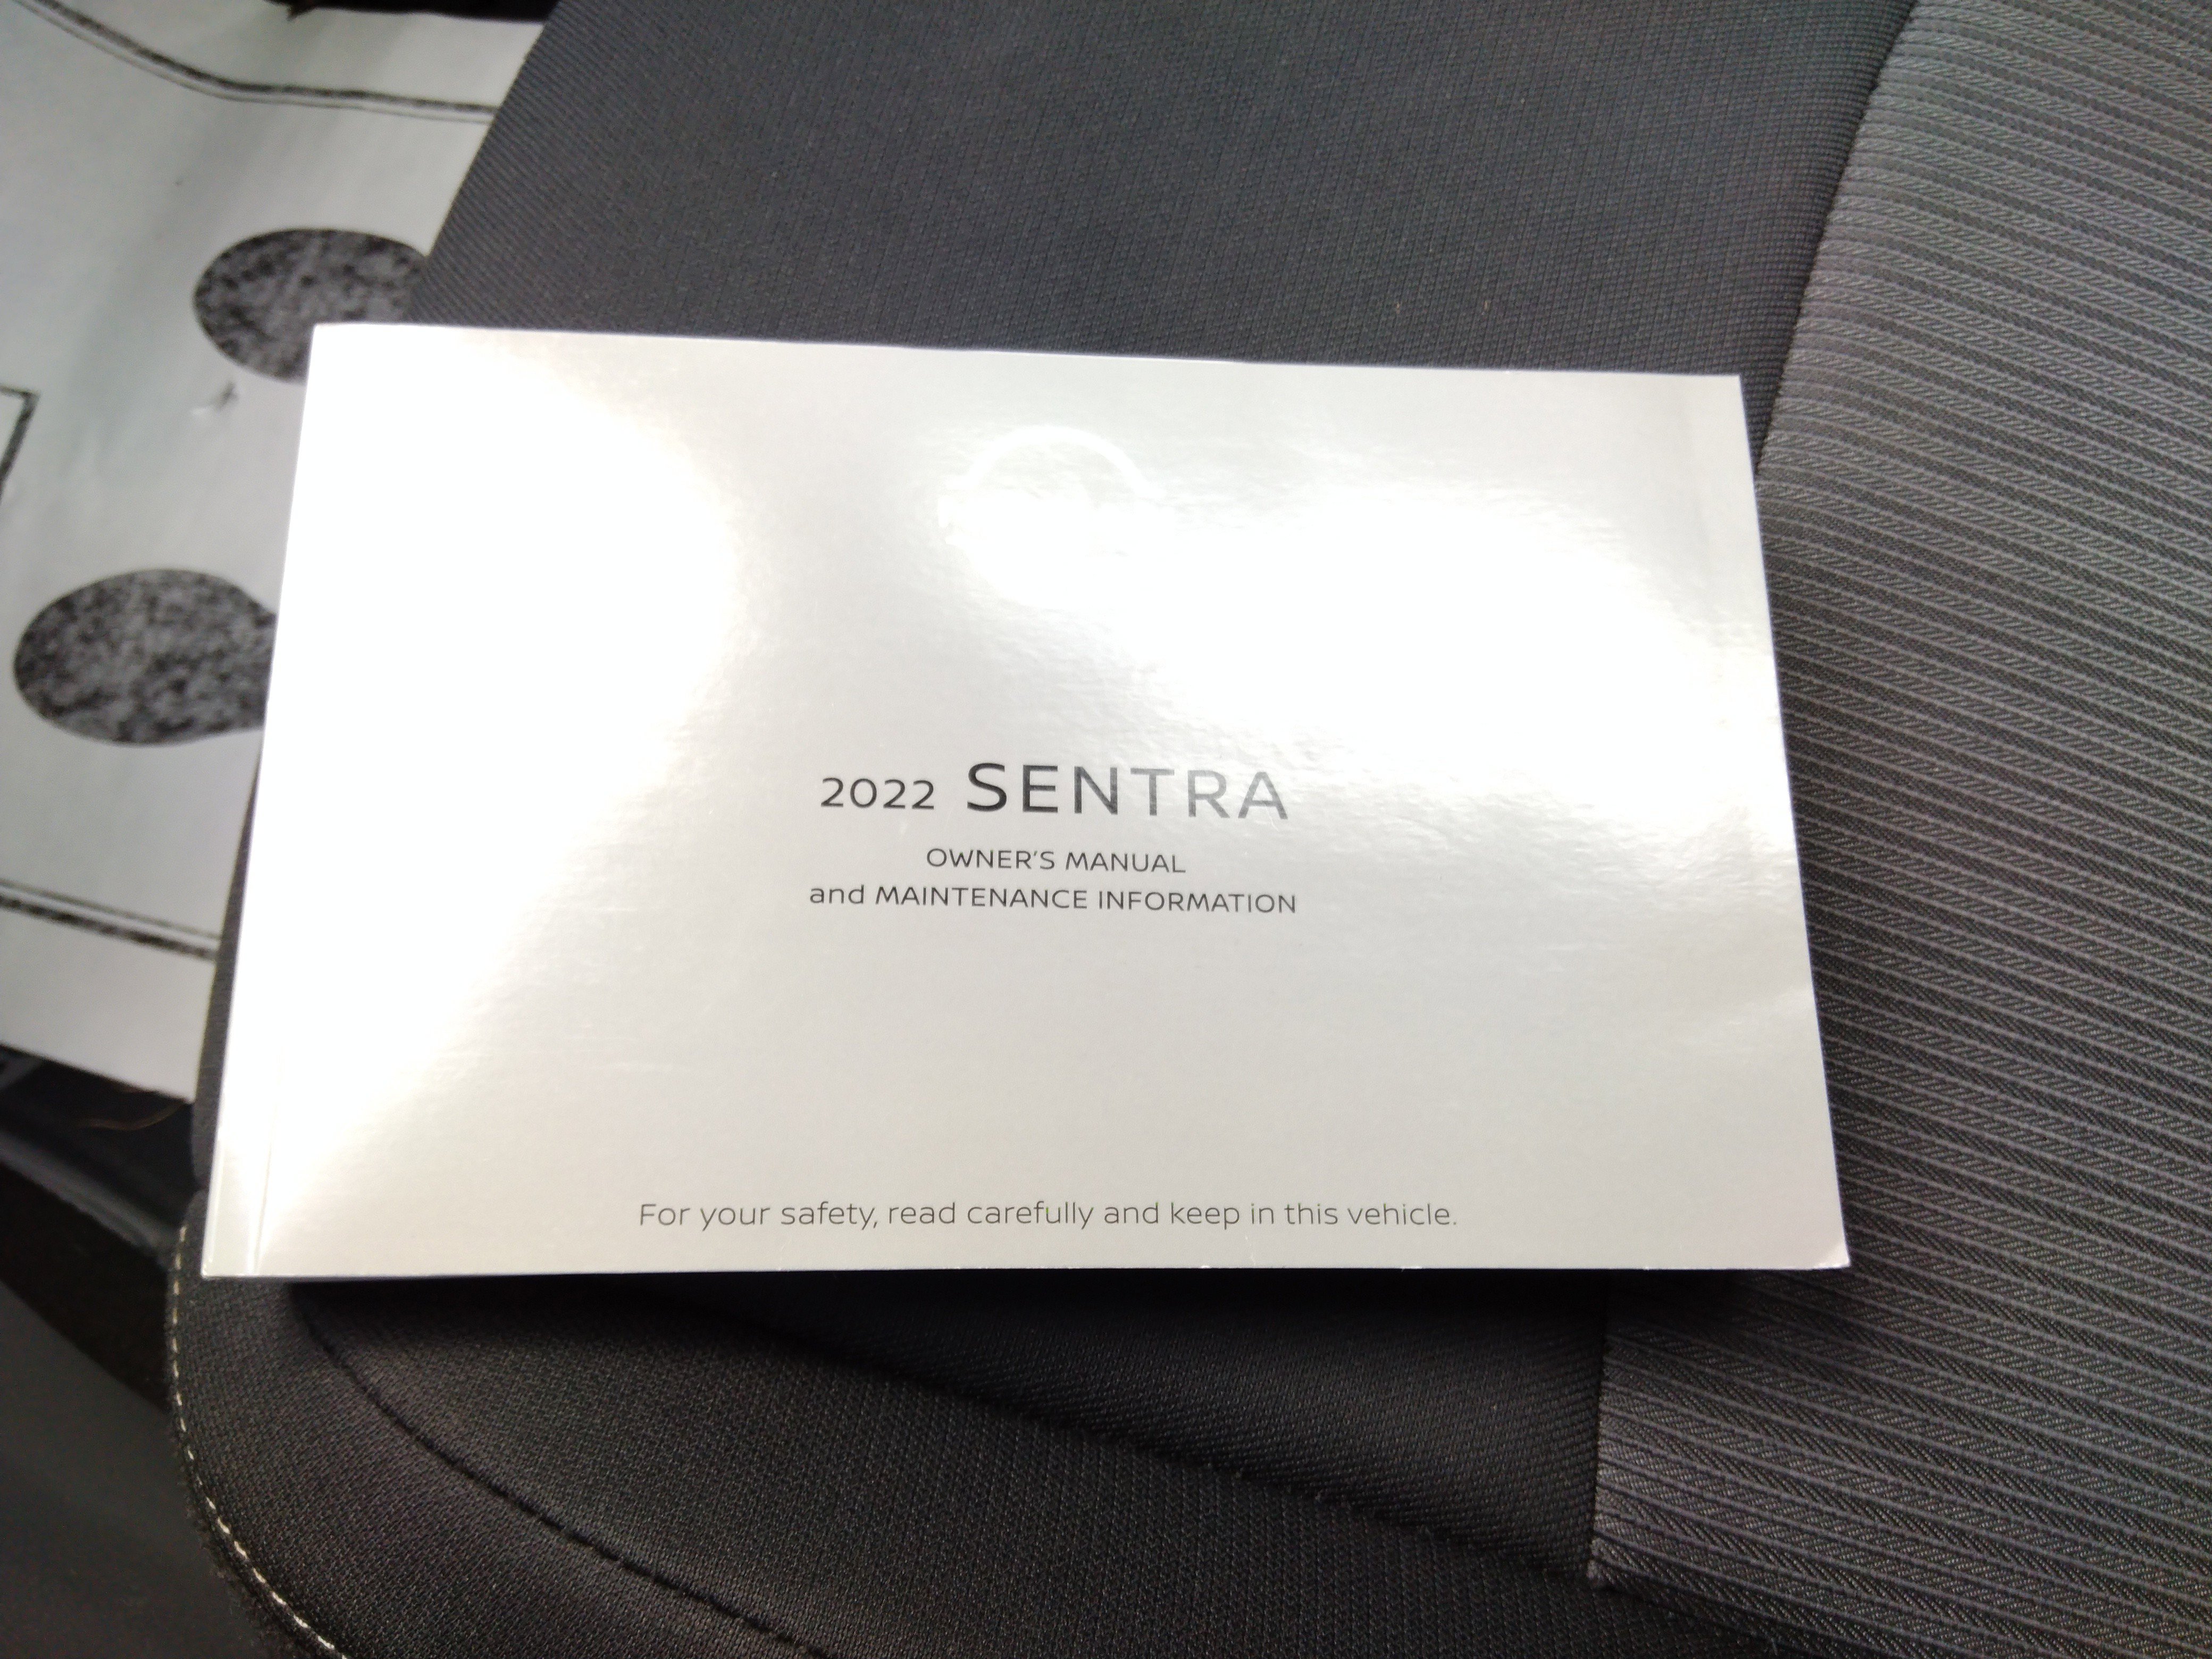 2022 SENTRA
OWNER'S MANUAL
and MAINTENANCE INFORMATION
For your safety, read carefully and keep in this vehicle.